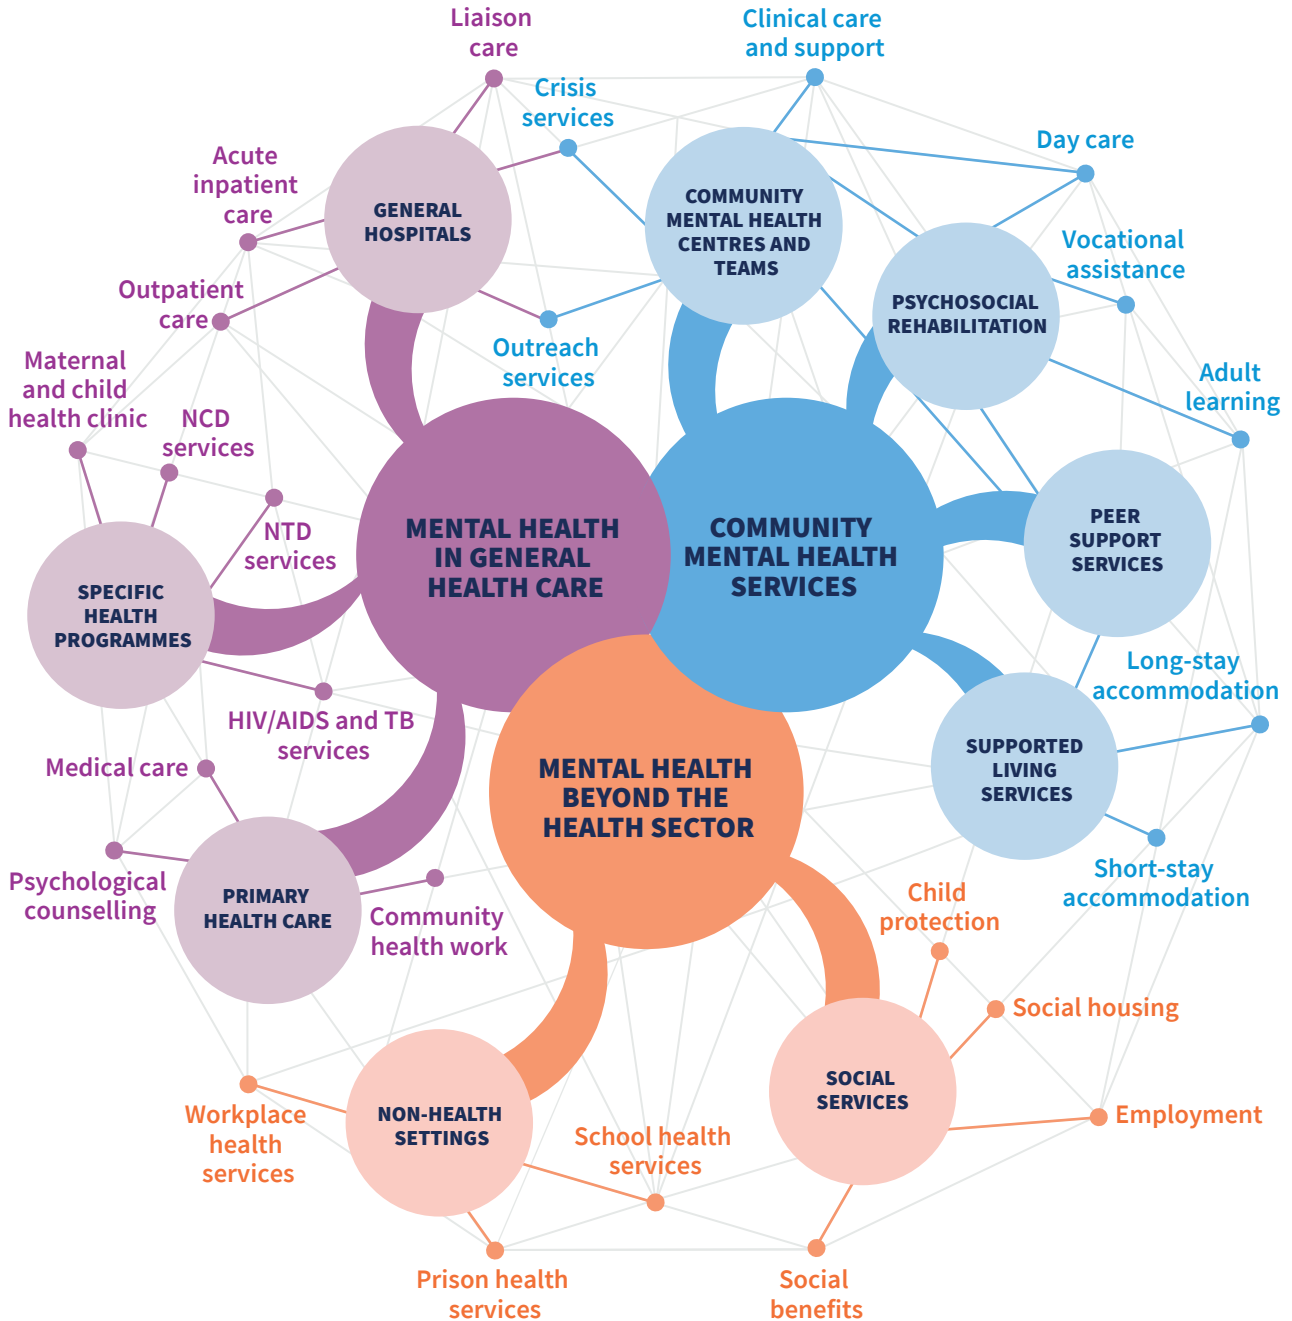 Liaison
care
Clinical care
and support
Crisis
services
Day care
Acute
inpatient
care
GENERAL
HOSPITALS
COMMUNITY
MENTAL HEALTH
CENTRES AND
TEAMS
Vocational
assistance
Outpatient
care
PSYCHOSOCIAL
REHABILITATION
Outreach
services
Maternal
and child
health clinic
Adult
learning
NCD
services
NTD
services
MENTAL HEALTH
IN GENERAL
HEALTH CARE
COMMUNITY
MENTAL HEALTH
SERVICES
PEER
SUPPORT
SERVICES
SPECIFIC
HEALTH
PROGRAMMES
Long-stay
accommodation
HIV/AIDS and TB
services
Medical care
MENTAL HEALTH
BEYOND THE
HEALTH SECTOR
SUPPORTED
LIVING
SERVICES
Psychological
counselling
PRIMARY
HEALTH CARE
Community
health work
Child
protection
Short-stay
accommodation
Social housing
NON-HEALTH
SETTINGS
SOCIAL
SERVICES
Employment
Workplace
health
services
School health
services
Prison health
services
Social
benefits